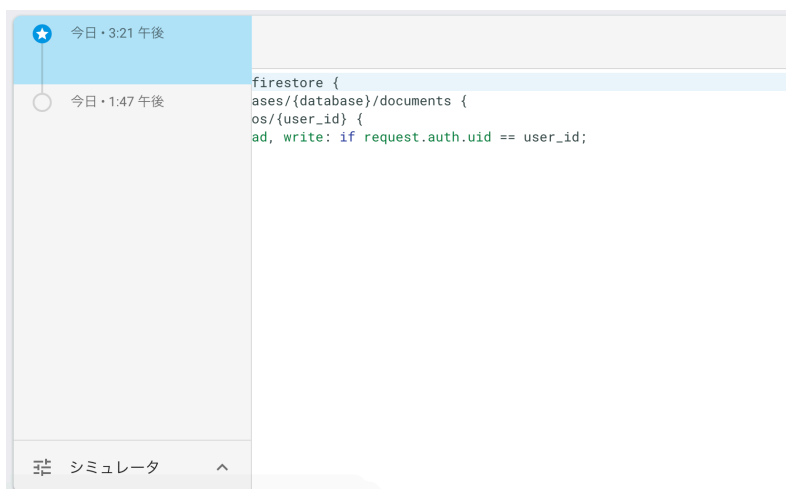 今日・3:21 午後
今日・1:47 午後
firestore {
ases/{database}/documents {
os/{user_id} {
ad, write: if request.auth.uid == user_id;
シミュレータ